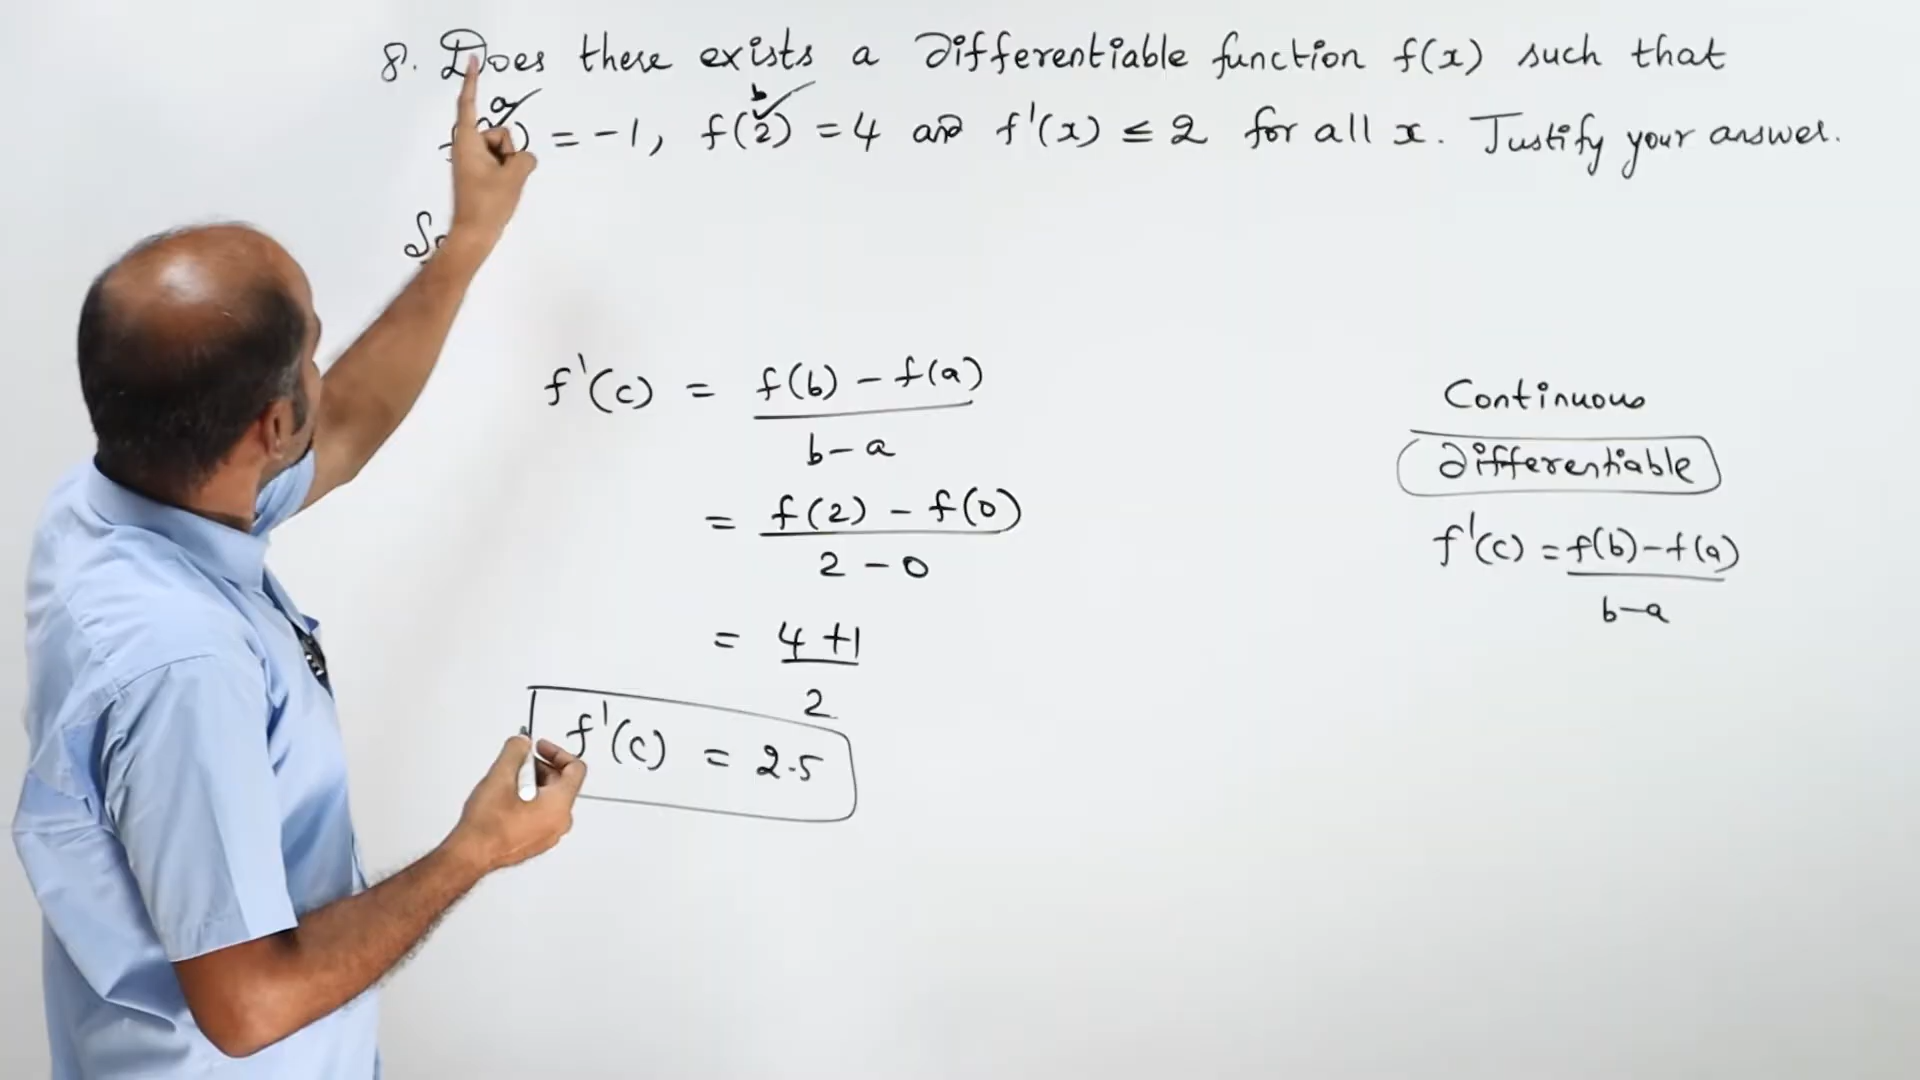 8. Does there exists a differentiable function f(x) such that
a b
) = -1, f(2) = 4 and f'(x) ≤ 2 for all x. Justify your answer.
f'(c) = f(b) - f(a)
b - a
= f(2) - f(0)
2 - 0
= 4 + 1
2
f'(c) = 2.5
Continuous
differentiable
f'(c) = f(b) - f(a)
b - a